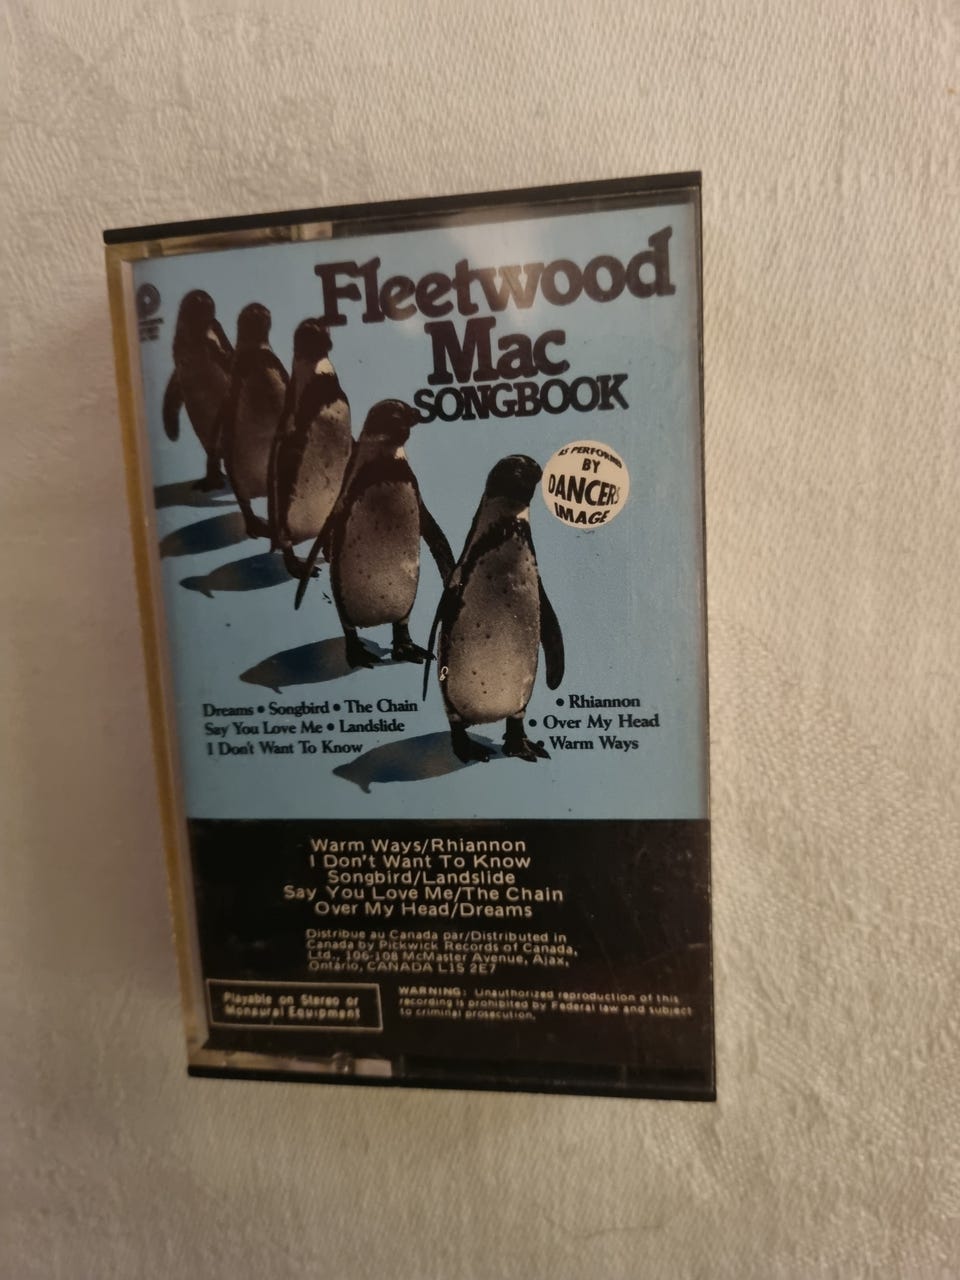 Fleetwood
Mac
SONGBOOK
AS PERFORMED
BY
DANCERS
IMAGE
Dreams • Songbird • The Chain
Say You Love Me • Landslide
I Don't Want To Know
• Rhiannon
• Over My Head
• Warm Ways
Warm Ways/Rhiannon
I Don't Want To Know
Songbird/Landslide
Say You Love Me/The Chain
Over My Head/Dreams
Distribue au Canada par/Distributed in
Canada by Pickwick Records of Canada,
Ltd., 106-108 McMaster Avenue, Ajax,
Ontario, CANADA L1S 2E7
Playable on Stereo or
Monaural Equipment
WARNING: Unauthorized reproduction of this
recording is prohibited by Federal law and subject
to criminal prosecution.